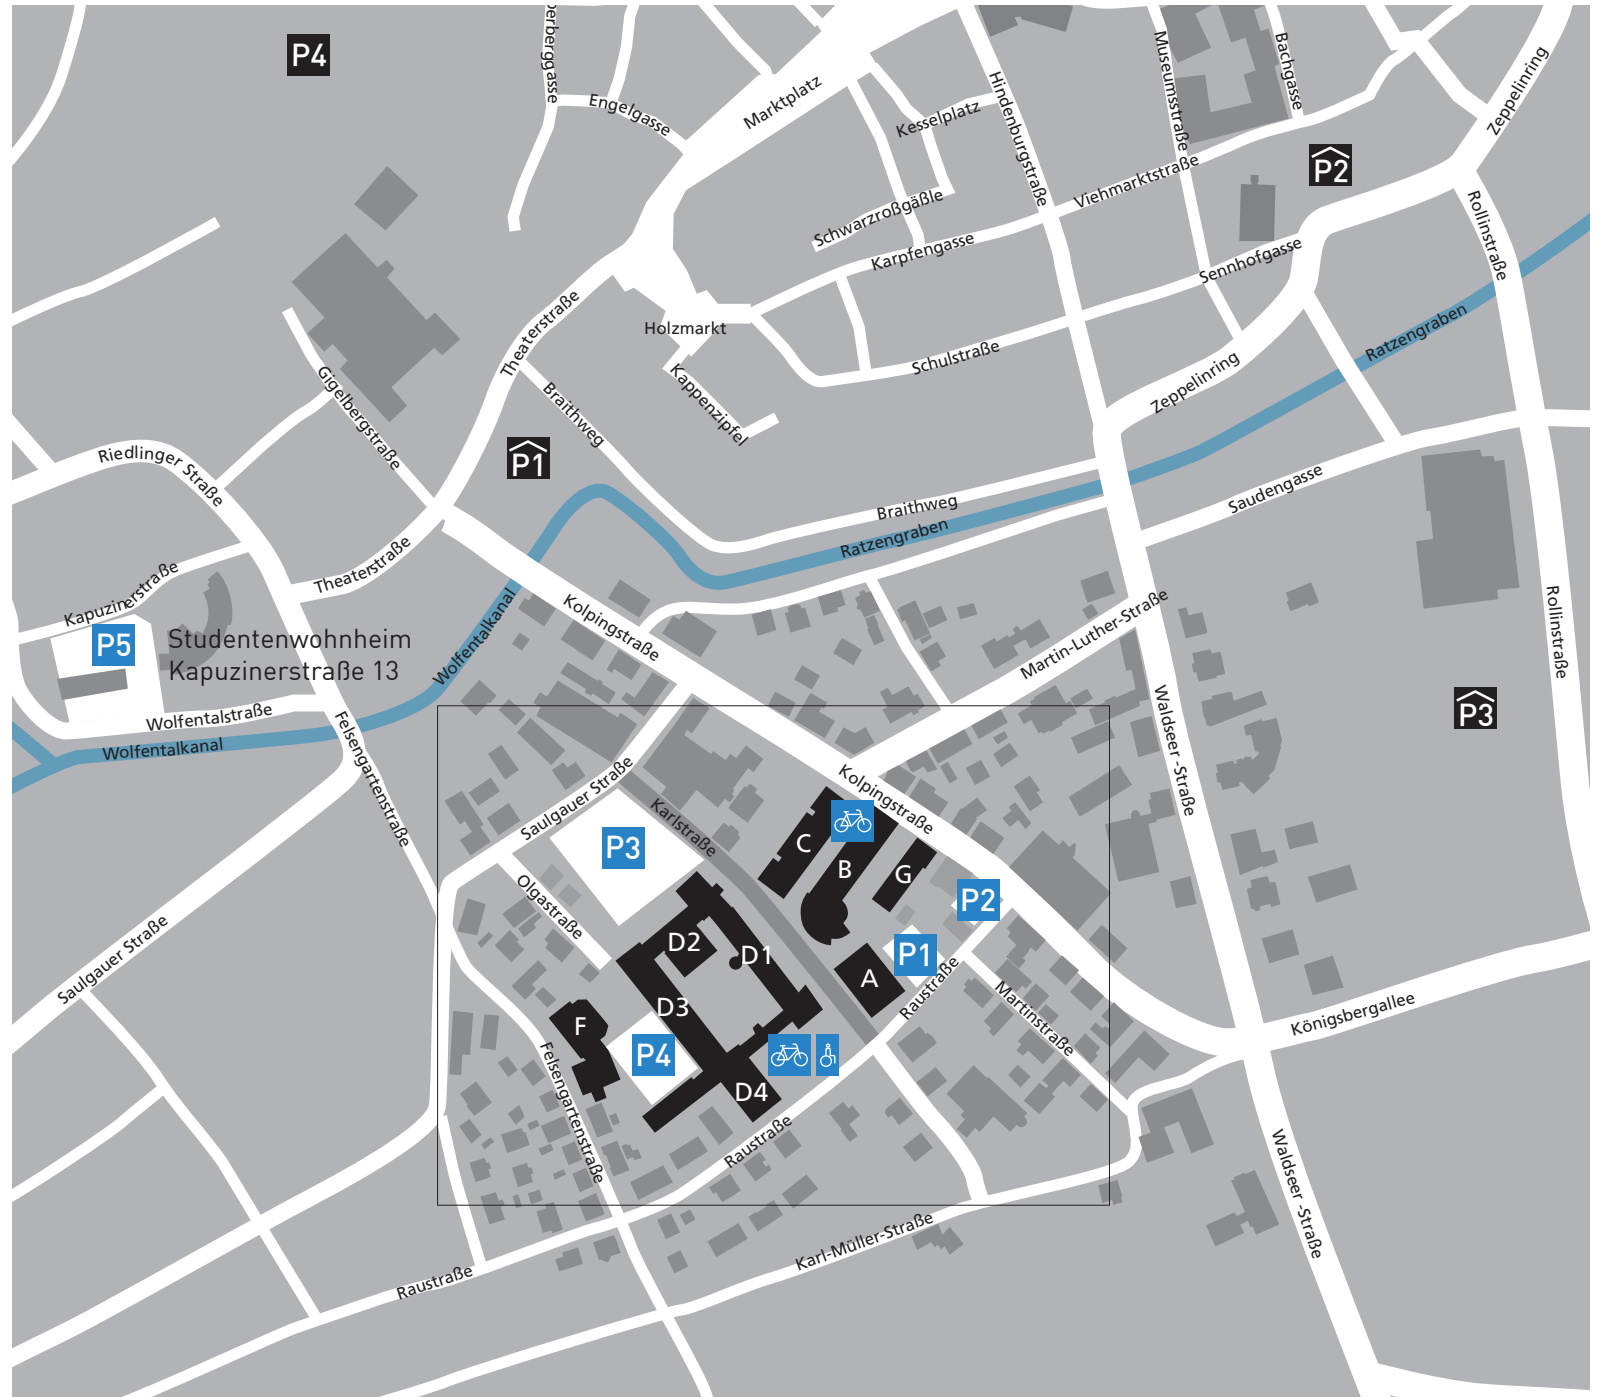 P4
berberggasse
Engelgasse
Marktplatz
Kesselplatz
Hindenburgstraße
Museumsstraße
Bachgasse
Zeppelinring
P2
Viehmarktstraße
Schwarzroßgäßle
Karpfengasse
Sennhofgasse
Rollinstraße
Ratzengraben
Theaterstraße
Holzmarkt
Schulstraße
Kappenzipfel
Zeppelinring
Gigelbergstraße
Braithweg
P1
Riedlinger Straße
Braithweg
Ratzengraben
Saudengasse
Theaterstraße
Kapuzinerstraße
P5
Studentenwohnheim
Kapuzinerstraße 13
Wolfentalkanal
Kolpingstraße
Martin-Luther-Straße
Rollinstraße
Wolfentalstraße
Wolfentalkanal
Felsengartenstraße
Waldseer -Straße
P3
Saulgauer Straße
Karlstraße
Kolpingstraße
P3
C
B
G
P2
Olgastraße
D2
D1
P1
A
Saulgauer Straße
Raustraße
Martinstraße
Königsbergallee
F
D3
P4
D4
Felsengartenstraße
Raustraße
Waldseer -Straße
Karl-Müller-Straße
Raustraße